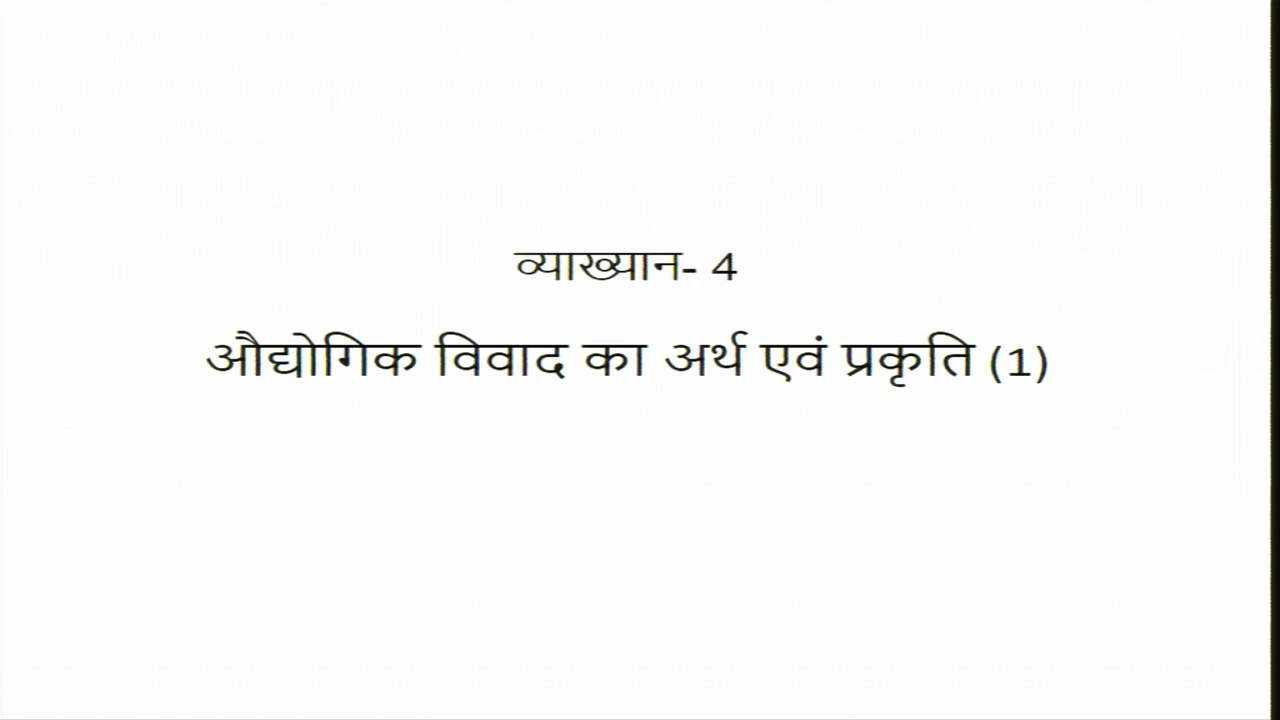 व्याख्यान- 4
औद्योगिक विवाद का अर्थ एवं प्रकृति (1)